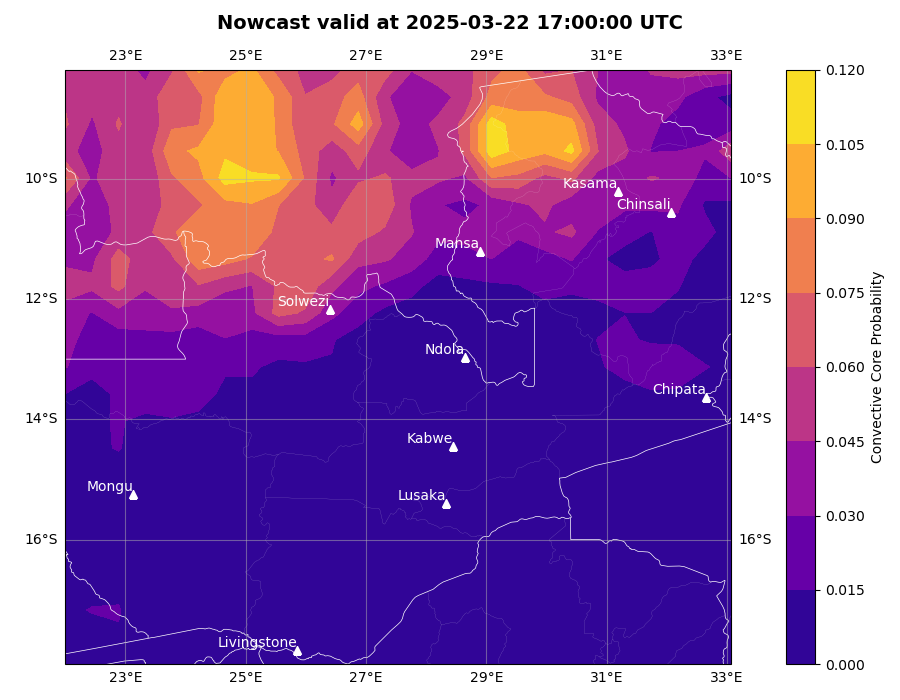 Nowcast valid at 2025-03-22 17:00:00 UTC
23°E 25°E 27°E 29°E 31°E 33°E
0.120
0.105
10°S Kasama 10°S
Chinsali
0.090
Mansa
0.075
12°S Solwezi 12°S
Ndola
0.060
Chipata
14°S 14°S
Kabwe
0.045
Mongu
Lusaka
0.030
16°S 16°S
0.015
Livingstone
0.000
23°E 25°E 27°E 29°E 31°E 33°E
Convective Core Probability